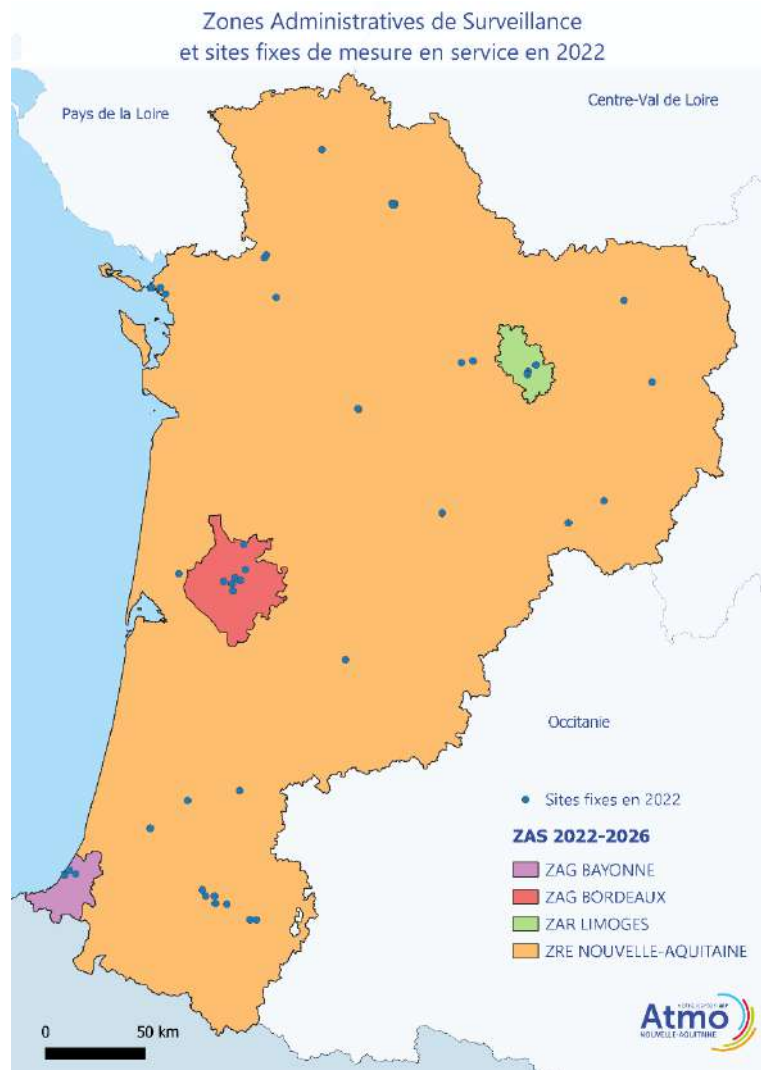 Zones Administratives de Surveillance
et sites fixes de mesure en service en 2022
Pays de la Loire
Centre-Val de Loire
Occitanie
Sites fixes en 2022
ZAS 2022-2026
ZAG BAYONNE
ZAG BORDEAUX
ZAR LIMOGES
ZRE NOUVELLE-AQUITAINE
0 50 km
Atmo
NOUVELLE-AQUITAINE